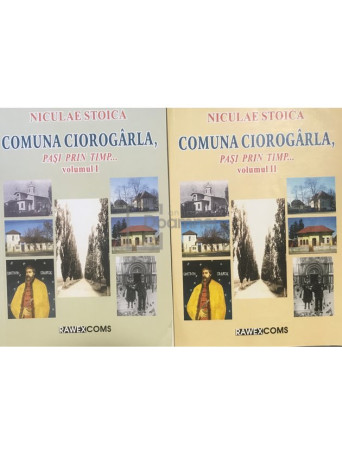 NICULAE STOICA
COMUNA CIOROGÂRLA,
PAȘI PRIN TIMP...
volumul I
RAWEXCOMS
NICULAE STOICA
COMUNA CIOROGÂRLA,
PAȘI PRIN TIMP...
volumul II
RAWEXCOMS